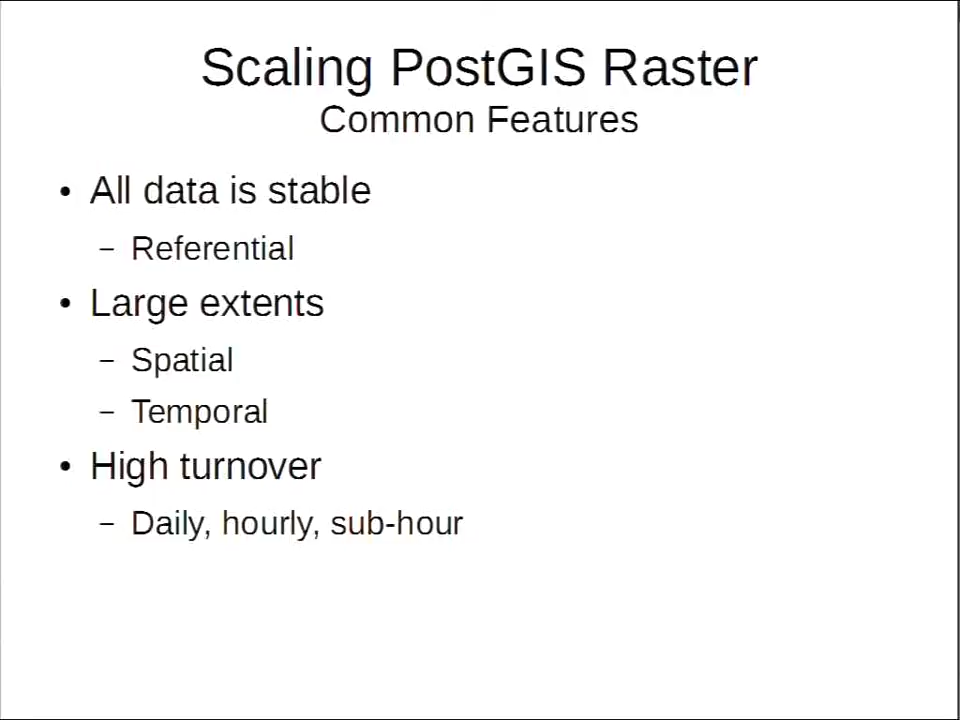 Scaling PostGIS Raster
Common Features
• All data is stable
– Referential
• Large extents
– Spatial
– Temporal
• High turnover
– Daily, hourly, sub-hour